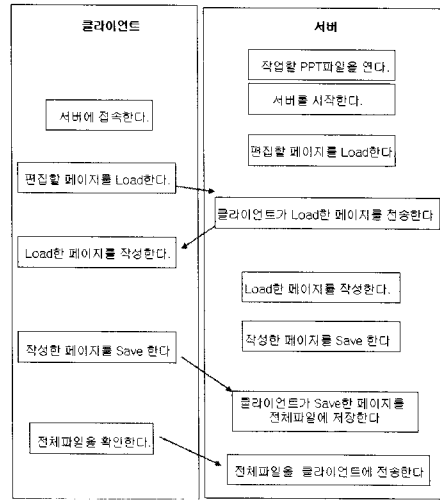 클라이언트
서버에 접속한다.
편집할 페이지를 Load한다.
Load한 페이지를 작성한다.
작성한 페이지를 Save 한다
전체파일을 확인한다.
서버
작업할 PPT파일을 연다.
서버를 시작한다.
편집할 페이지를 Load한다
클라이언트가 Load한 페이지를 전송한다
Load한 페이지를 작성한다.
작성한 페이지를 Save 한다
클라이언트가 Save한 페이지를
전체파일에 저장한다
전체파일을 클라이언트에 전송한다